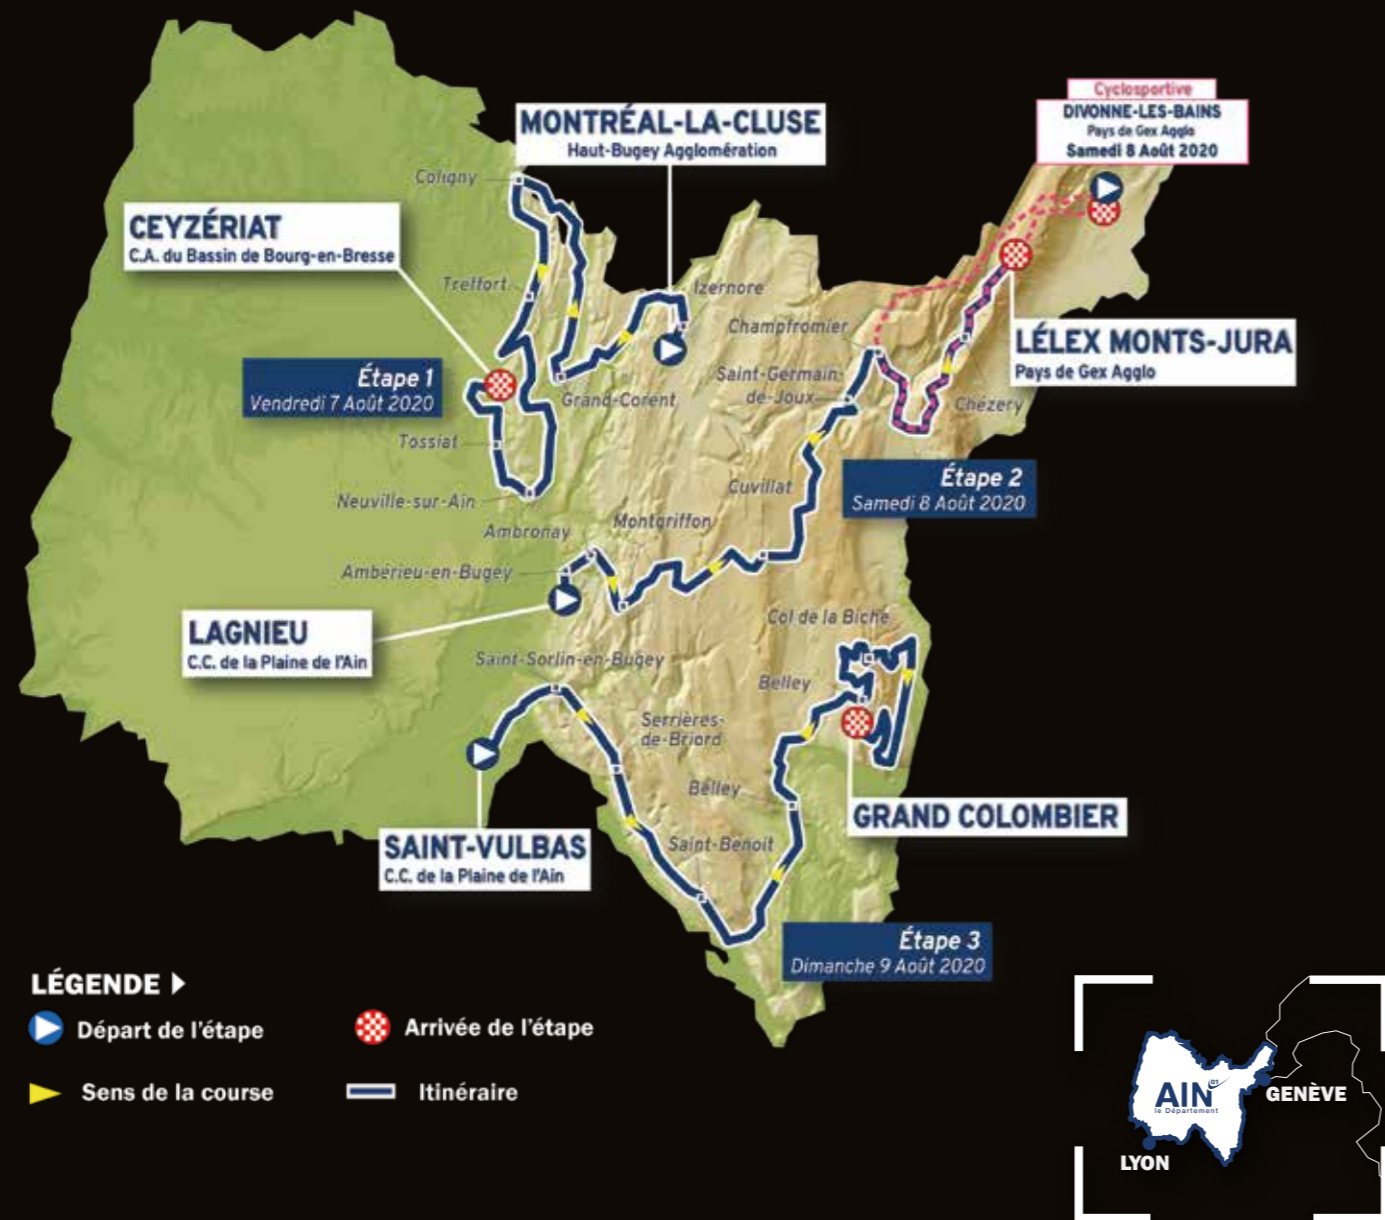 Cyclosportive
DIVONNE-LES-BAINS
Pays de Gex Agglo
Samedi 8 Août 2020
MONTRÉAL-LA-CLUSE
Haut-Bugey Agglomération
Coligny
CEYZÉRIAT
C.A. du Bassin de Bourg-en-Bresse
Treffort
Izernore
Champfromier
LÉLEX MONTS-JURA
Pays de Gex Agglo
Étape 1
Vendredi 7 Août 2020
Saint-Germain-
de-Joux
Grand-Corent
Chézery
Tossiat
Étape 2
Samedi 8 Août 2020
Cuvillat
Neuville-sur-Ain
Montgriffon
Ambronay
Ambérieu-en-Bugey
LAGNIEU
C.C. de la Plaine de l'Ain
Col de la Biche
Saint-Sorlin-en-Bugey
Belley
Serrières-
de-Briord
Belley
GRAND COLOMBIER
SAINT-VULBAS
C.C. de la Plaine de l'Ain
Saint-Benoit
Étape 3
Dimanche 9 Août 2020
LÉGENDE
Départ de l'étape
Arrivée de l'étape
Sens de la course
Itinéraire
AIN
01
le Département
GENÈVE
LYON